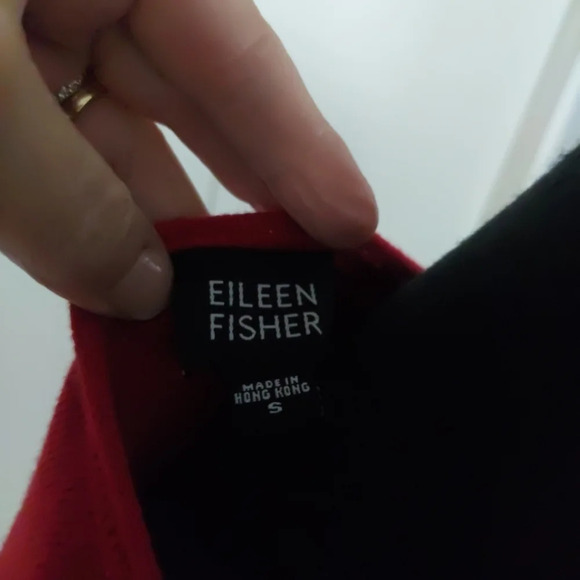 EILEEN
FISHER
MADE IN
HONG KONG
S